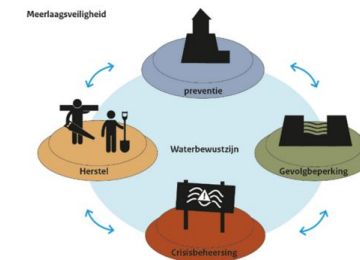 Meerlaagsveiligheid
preventie
Waterbewustzijn
Herstel
Gevolgbeperking
Crisisbeheersing